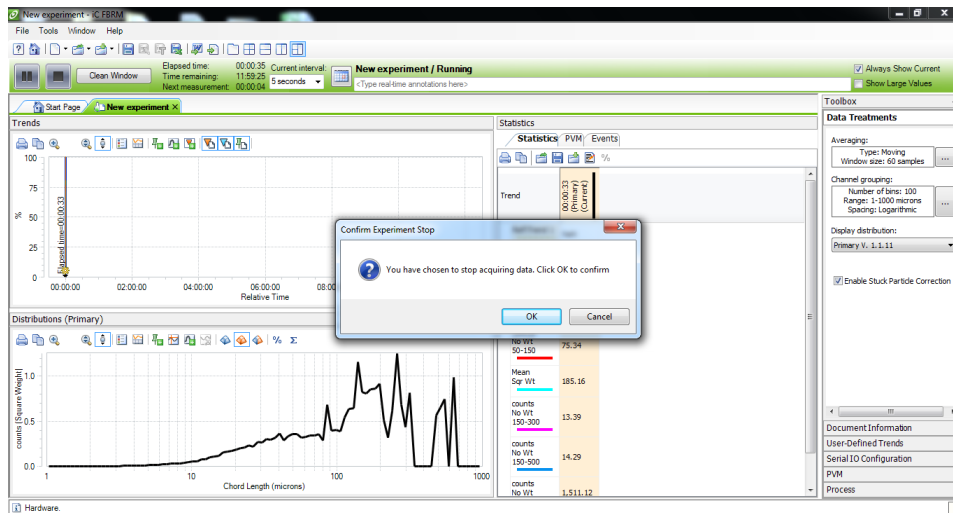 New experiment - iC FBRM
File Tools Window Help
Clean Window
Elapsed time: 00:00:35
Time remaining: 11:59:25
Next measurement: 00:00:04
Current interval:
5 seconds
New experiment / Running
<Type real-time annotations here>
Always Show Current
Show Large Values
Start Page
New experiment ×
Trends
100
75
50
25
0
%
Elapsed time=00:00:33
00:00:00 02:00:00 04:00:00 06:00:00 08:00
Relative Time
Distributions (Primary)
% Σ
counts (Square Weight)
1.0
0.5
0.0
1 10 100 1000
Chord Length (microns)
Statistics
Statistics PVM Events
%
Trend
00:00:33
(Primary)
(Current)
Confirm Experiment Stop
You have chosen to stop acquiring data. Click OK to confirm
OK Cancel
No Wt
50-150
75.34
Mean
Sqr Wt
185.16
counts
No Wt
150-300
13.39
counts
No Wt
150-500
14.29
counts
No Wt
1,511.12
Toolbox
Data Treatments
Averaging:
Type: Moving
Window size: 60 samples
...
Channel grouping:
Number of bins: 100
Range: 1-1000 microns
Spacing: Logarithmic
...
Display distribution:
Primary V. 1.1.11
Enable Stuck Particle Correction
Document Information
User-Defined Trends
Serial IO Configuration
PVM
Process
Hardware.